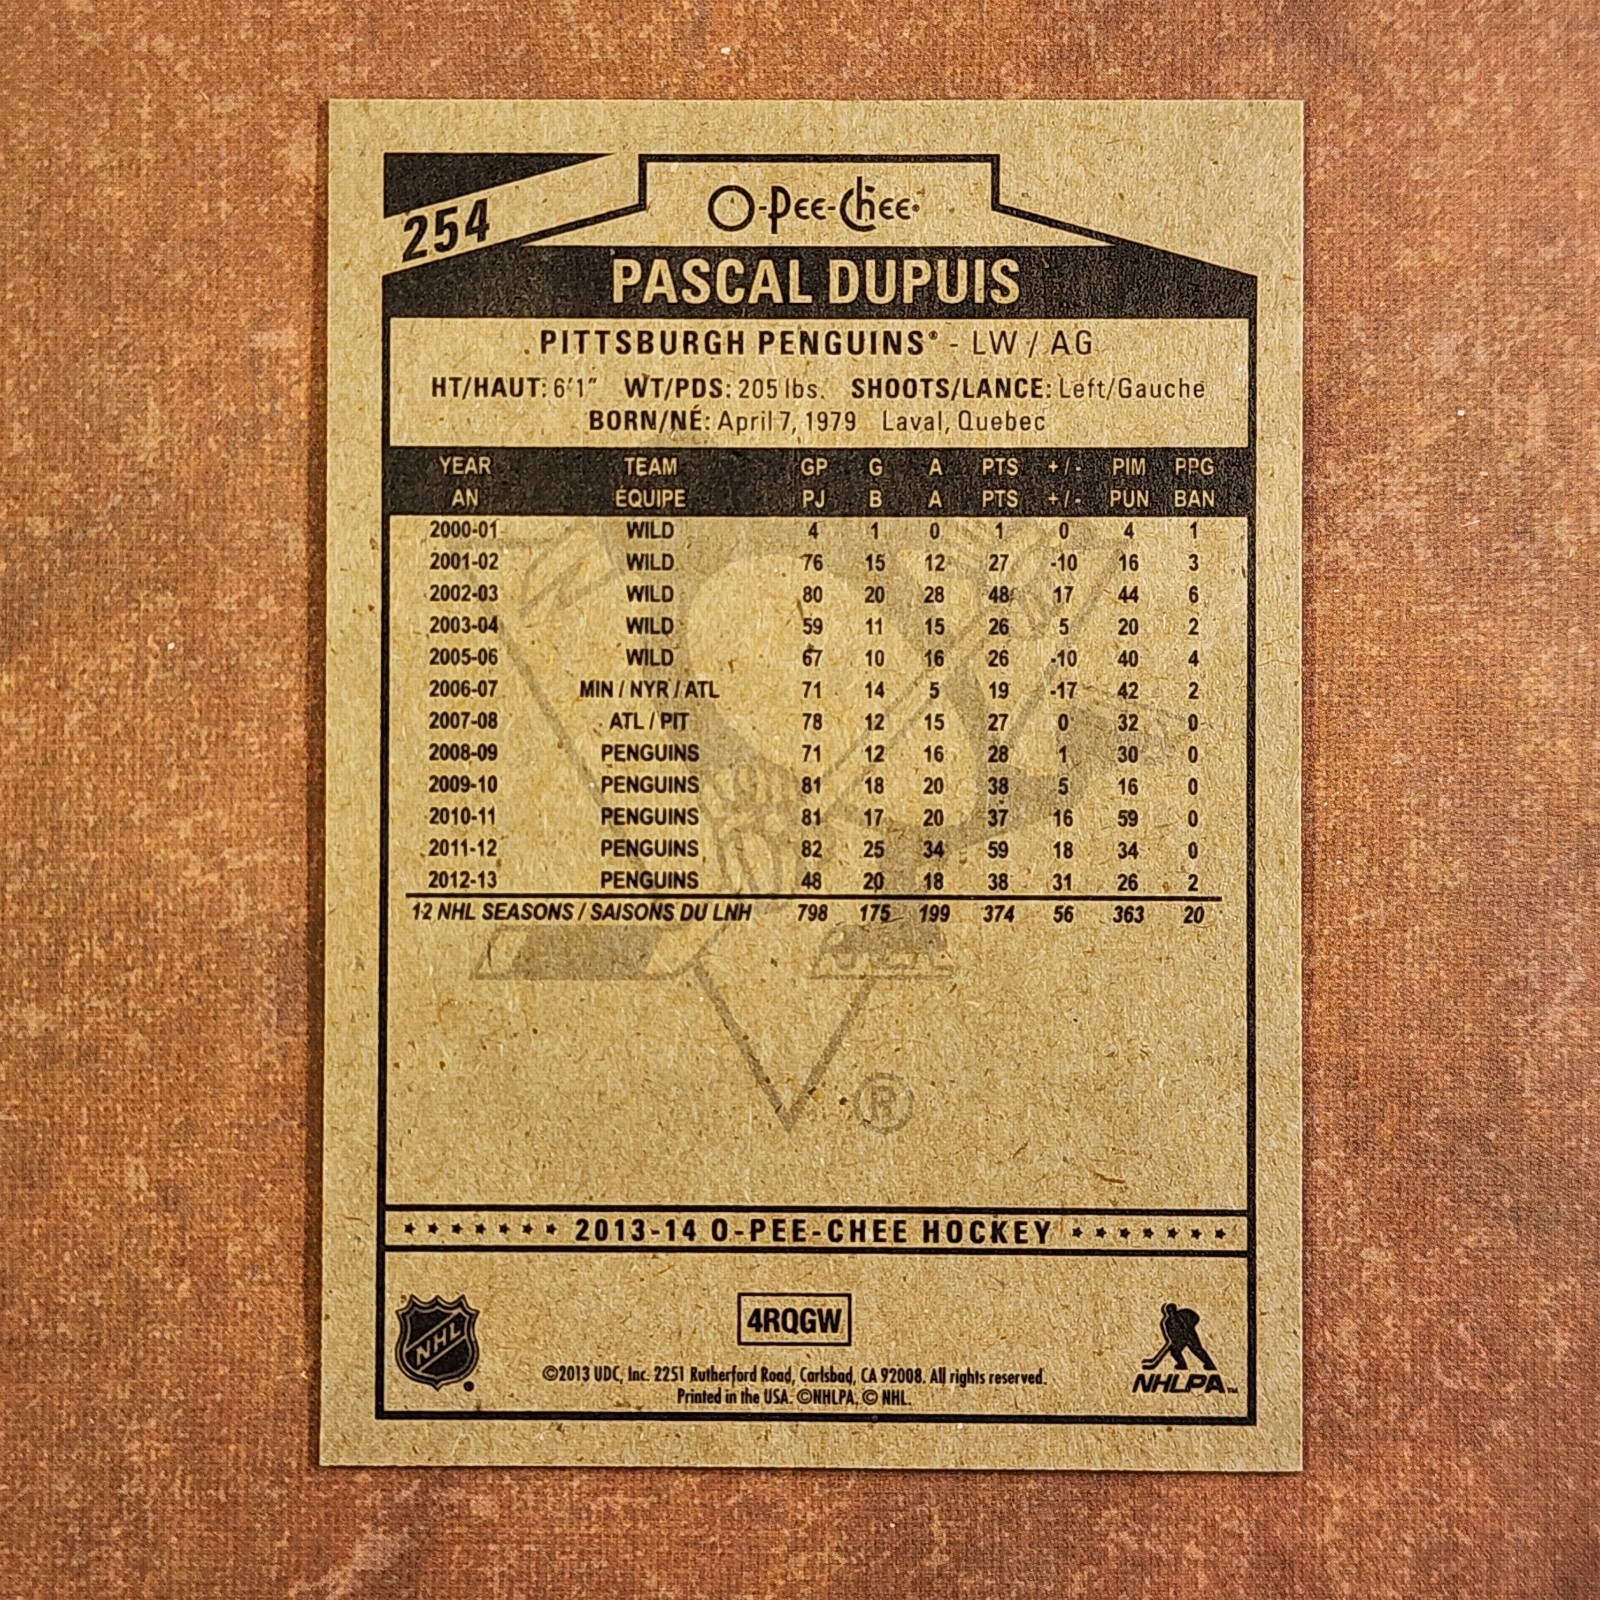 254
O-Pee-Chee®
PASCAL DUPUIS
PITTSBURGH PENGUINS® - LW / AG
HT/HAUT: 6'1" WT/PDS: 205 lbs. SHOOTS/LANCE: Left/Gauche
BORN/NÉ: April 7, 1979 Laval, Quebec
YEAR TEAM GP G A PTS +/- PIM PPG
AN ÉQUIPE PJ B A PTS +/- PUN BAN
2000-01 WILD 4 1 0 1 0 4 1
2001-02 WILD 76 15 12 27 -10 16 3
2002-03 WILD 80 20 28 48 17 44 6
2003-04 WILD 59 11 15 26 5 20 2
2005-06 WILD 67 10 16 26 -10 40 4
2006-07 MIN / NYR / ATL 71 14 5 19 -17 42 2
2007-08 ATL / PIT 78 12 15 27 0 32 0
2008-09 PENGUINS 71 12 16 28 1 30 0
2009-10 PENGUINS 81 18 20 38 5 16 0
2010-11 PENGUINS 81 17 20 37 16 59 0
2011-12 PENGUINS 82 25 34 59 18 34 0
2012-13 PENGUINS 48 20 18 38 31 26 2
12 NHL SEASONS / SAISONS DU LNH 798 175 199 374 56 363 20
®
2013-14 O-PEE-CHEE HOCKEY
NHL
4RQGW
NHLPA™
©2013 UDC, Inc. 2251 Rutherford Road, Carlsbad, CA 92008. All rights reserved.
Printed in the USA. ©NHLPA. © NHL.